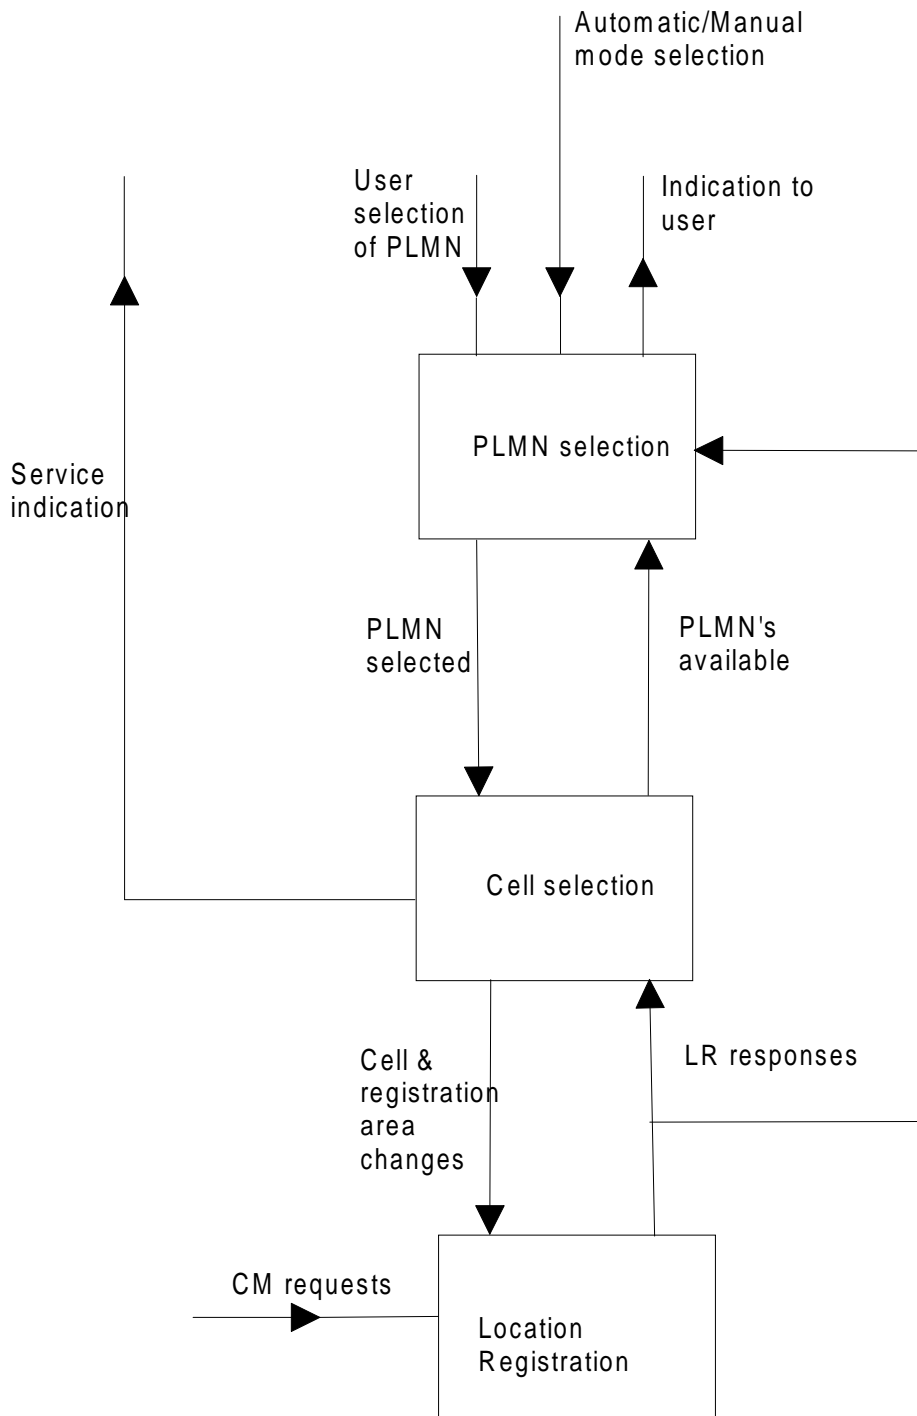 Automatic/Manual
mode selection
User
selection
of PLMN
Indication to
user
PLMN selection
Service
indication
PLMN
selected
PLMN's
available
Cell selection
Cell &
registration
area
changes
LR responses
CM requests
Location
Registration